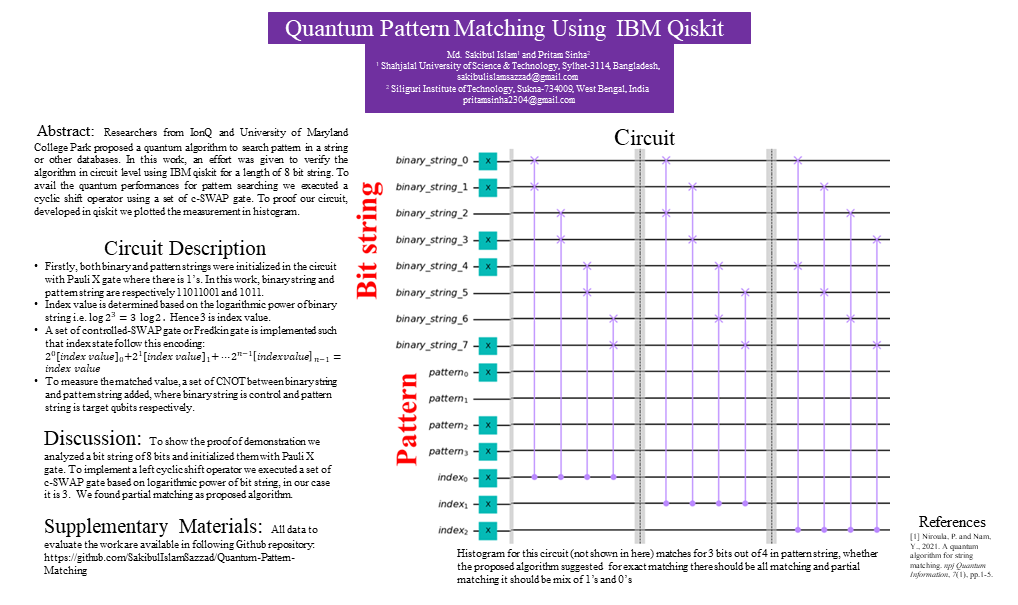 Quantum Pattern Matching Using IBM Qiskit
Md. Sakibul Islam¹ and Pritam Sinha²
¹ Shahjalal University of Science & Technology, Sylhet-3114, Bangladesh,
sakibulislamsazzad@gmail.com
² Siliguri Institute of Technology, Sukna-734009, West Bengal, India
pritamsinha2304@gmail.com
Abstract: Researchers from IonQ and University of Maryland
College Park proposed a quantum algorithm to search pattern in a string
or other databases. In this work, an effort was given to verify the
algorithm in circuit level using IBM qiskit for a length of 8 bit string. To
avail the quantum performances for pattern searching we executed a
cyclic shift operator using a set of c-SWAP gate. To proof our circuit,
developed in qiskit we plotted the measurement in histogram.
Circuit Description
• Firstly, both binary and pattern strings were initialized in the circuit
with Pauli X gate where there is 1's. In this work, binary string and
pattern string are respectively 11011001 and 1011.
• Index value is determined based on the logarithmic power of binary
string i.e. log 2³ = 3 log 2. Hence 3 is index value.
• A set of controlled-SWAP gate or Fredkin gate is implemented such
that index state follow this encoding:
2⁰[index value]₀+2¹[index value]₁+⋯2ⁿ⁻¹[indexvalue]ₙ₋₁ =
index value
• To measure the matched value, a set of CNOT between binary string
and pattern string added, where binary string is control and pattern
string is target qubits respectively.
Discussion: To show the proof of demonstration we
analyzed a bit string of 8 bits and initialized them with Pauli X
gate. To implement a left cyclic shift operator we executed a set of
c-SWAP gate based on logarithmic power of bit string, in our case
it is 3. We found partial matching as proposed algorithm.
Supplementary Materials: All data to
evaluate the work are available in following Github repository:
https://github.com/SakibulIslamSazzad/Quantum-Pattern-
Matching
Circuit
Bit string
Pattern
binary_string_0 X
binary_string_1 X
binary_string_2
binary_string_3 X
binary_string_4 X
binary_string_5
binary_string_6
binary_string_7 X
pattern₀ X
pattern₁
pattern₂ X
pattern₃ X
index₀ X
index₁ X
index₂ X
Histogram for this circuit (not shown in here) matches for 3 bits out of 4 in pattern string, whether
the proposed algorithm suggested for exact matching there should be all matching and partial
matching it should be mix of 1's and 0's
References
[1] Niroula, P. and Nam,
Y., 2021. A quantum
algorithm for string
matching. npj Quantum
Information, 7(1), pp.1-5.